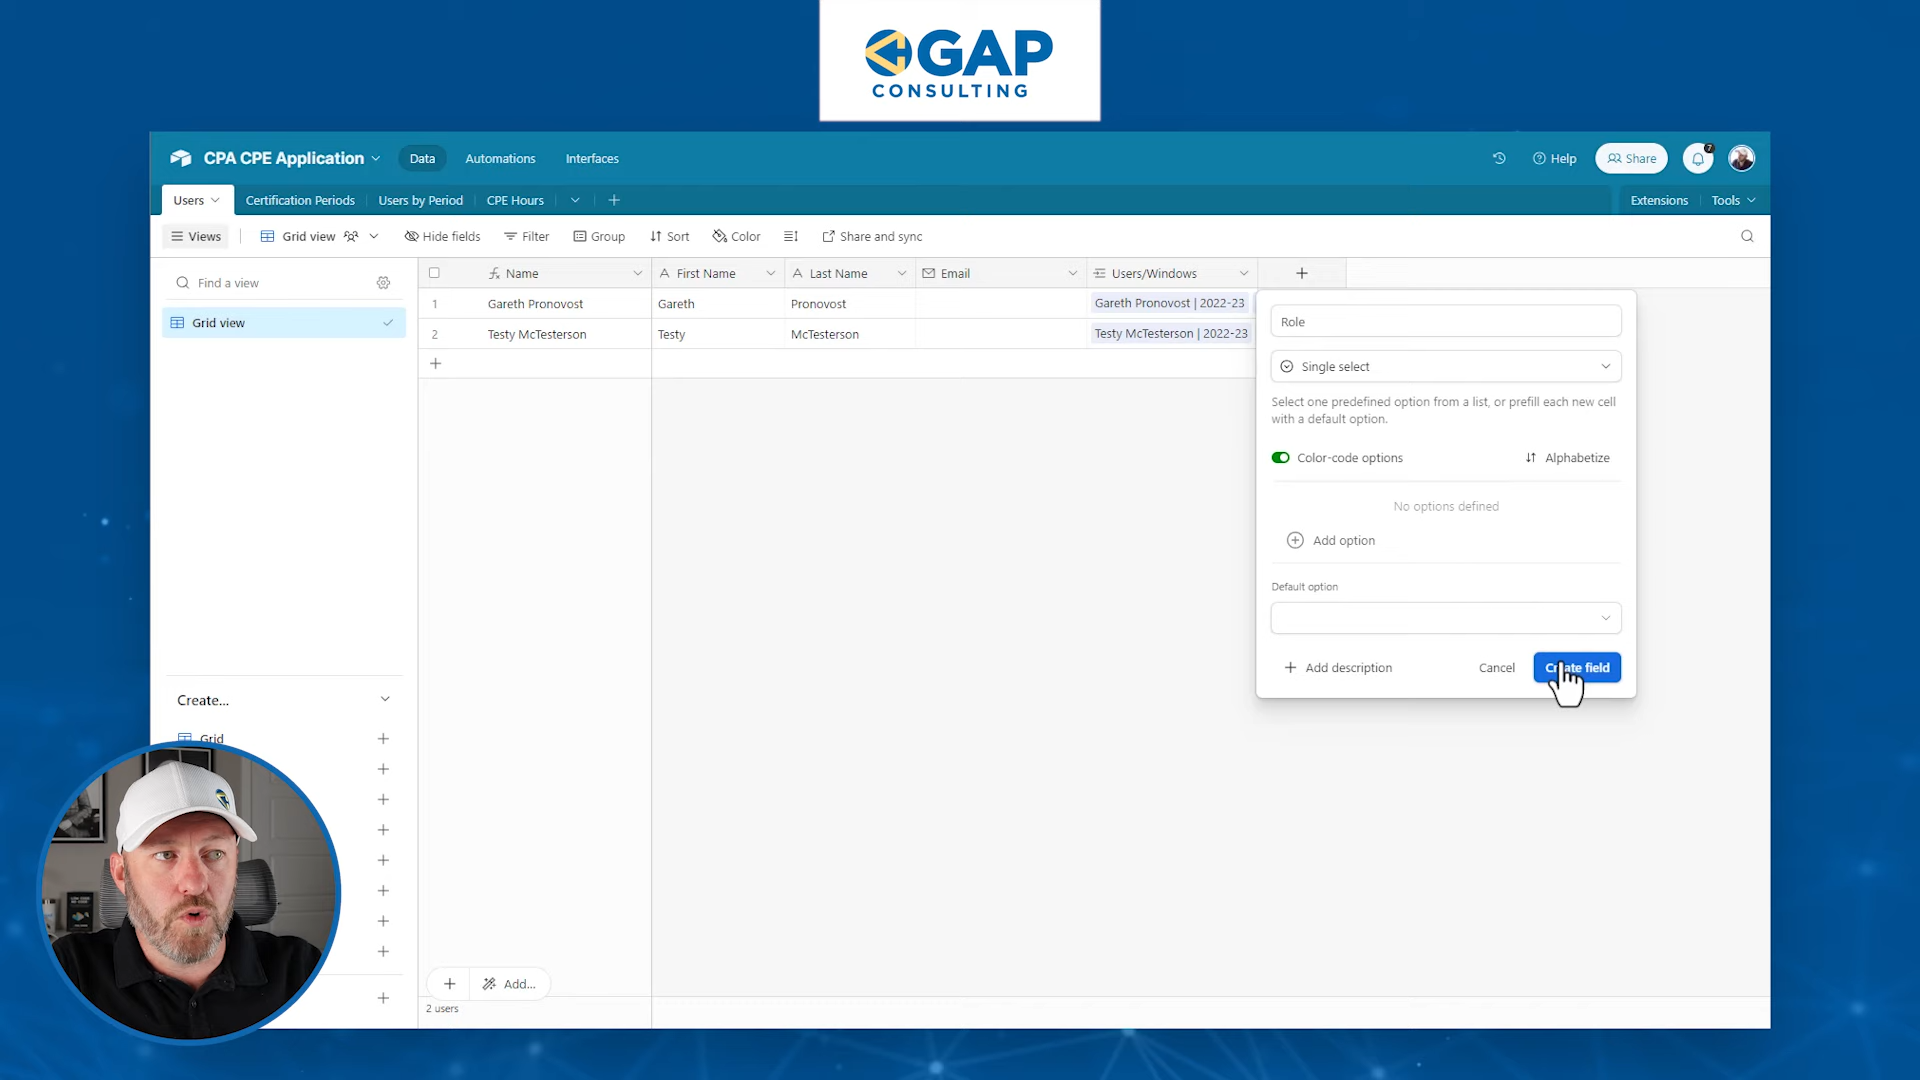 GAP
CONSULTING
CPA CPE Application
Data
Automations
Interfaces
Help
Share
7
Users
Certification Periods
Users by Period
CPE Hours
Extensions
Tools
Views
Grid view
Hide fields
Filter
Group
Sort
Color
Share and sync
Find a view
Name
First Name
Last Name
Email
Users/Windows
1
Gareth Pronovost
Gareth
Pronovost
Gareth Pronovost | 2022-23
2
Testy McTesterson
Testy
McTesterson
Testy McTesterson | 2022-23
Grid view
Role
Single select
Select one predefined option from a list, or prefill each new cell
with a default option.
Color-code options
Alphabetize
No options defined
Add option
Default option
Add description
Cancel
Create field
Create...
Grid
Add...
2 users